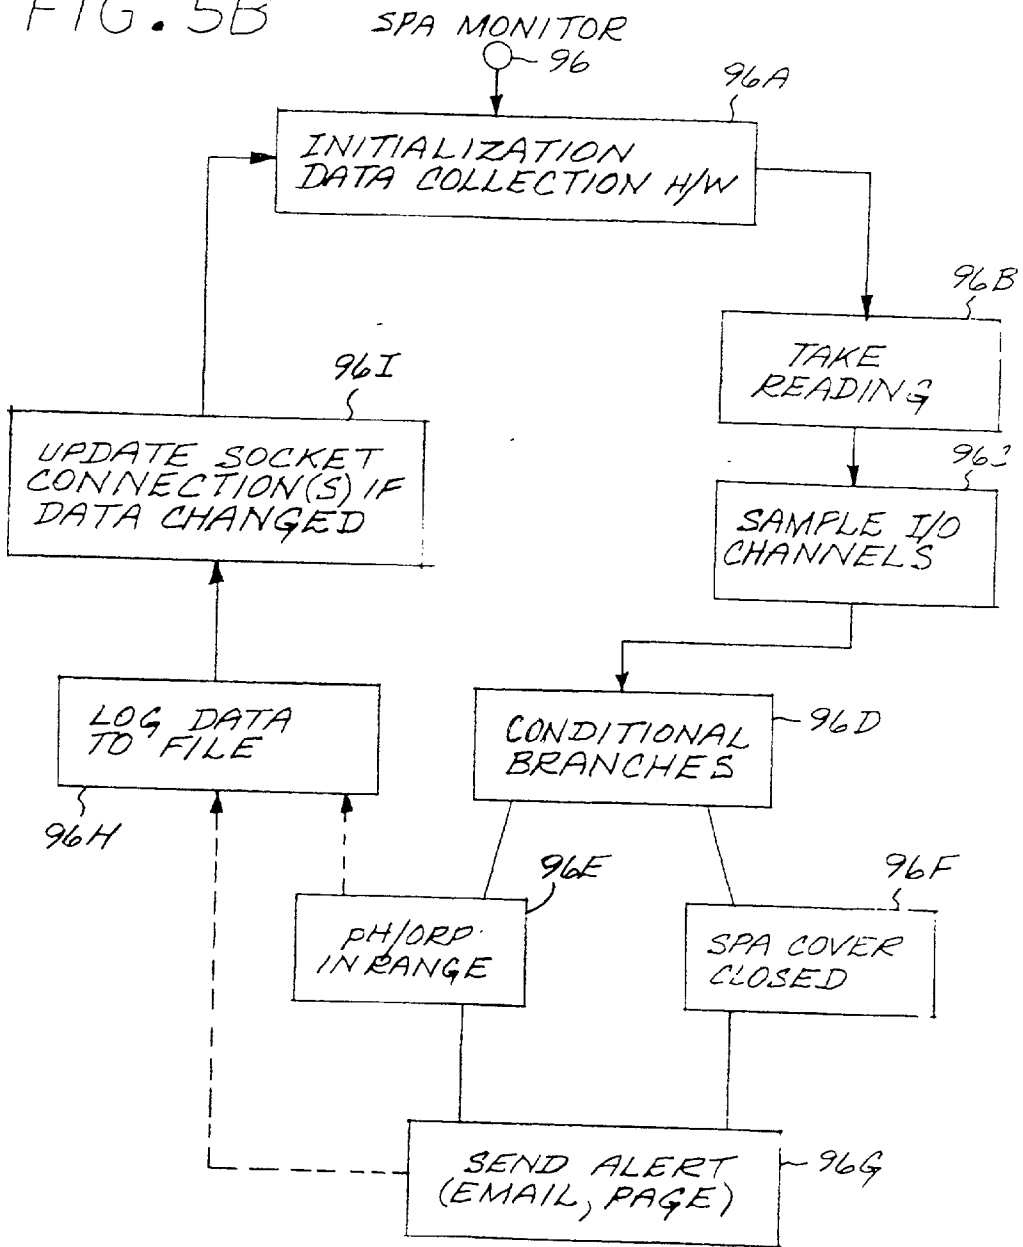 FIG. 5B
SPA MONITOR
96
96A
INITIALIZATION
DATA COLLECTION H/W
96B
TAKE
READING
96I
UPDATE SOCKET
CONNECTION(S) IF
DATA CHANGED
SAMPLE I/O
CHANNELS
LOG DATA
TO FILE
96H
CONDITIONAL
BRANCHES
96D
96E
pH/ORP
IN RANGE
96F
SPA COVER
CLOSED
SEND ALERT
(EMAIL, PAGE)
96G